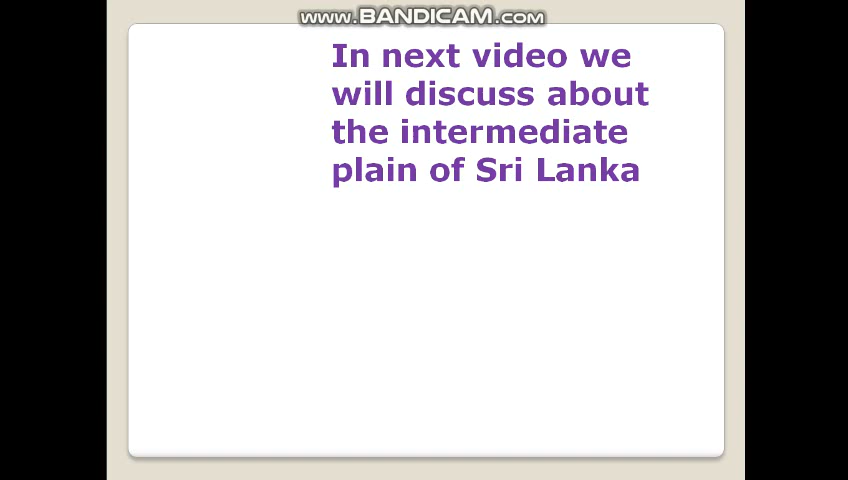 www.BANDICAM.com
In next video we
will discuss about
the intermediate
plain of Sri Lanka